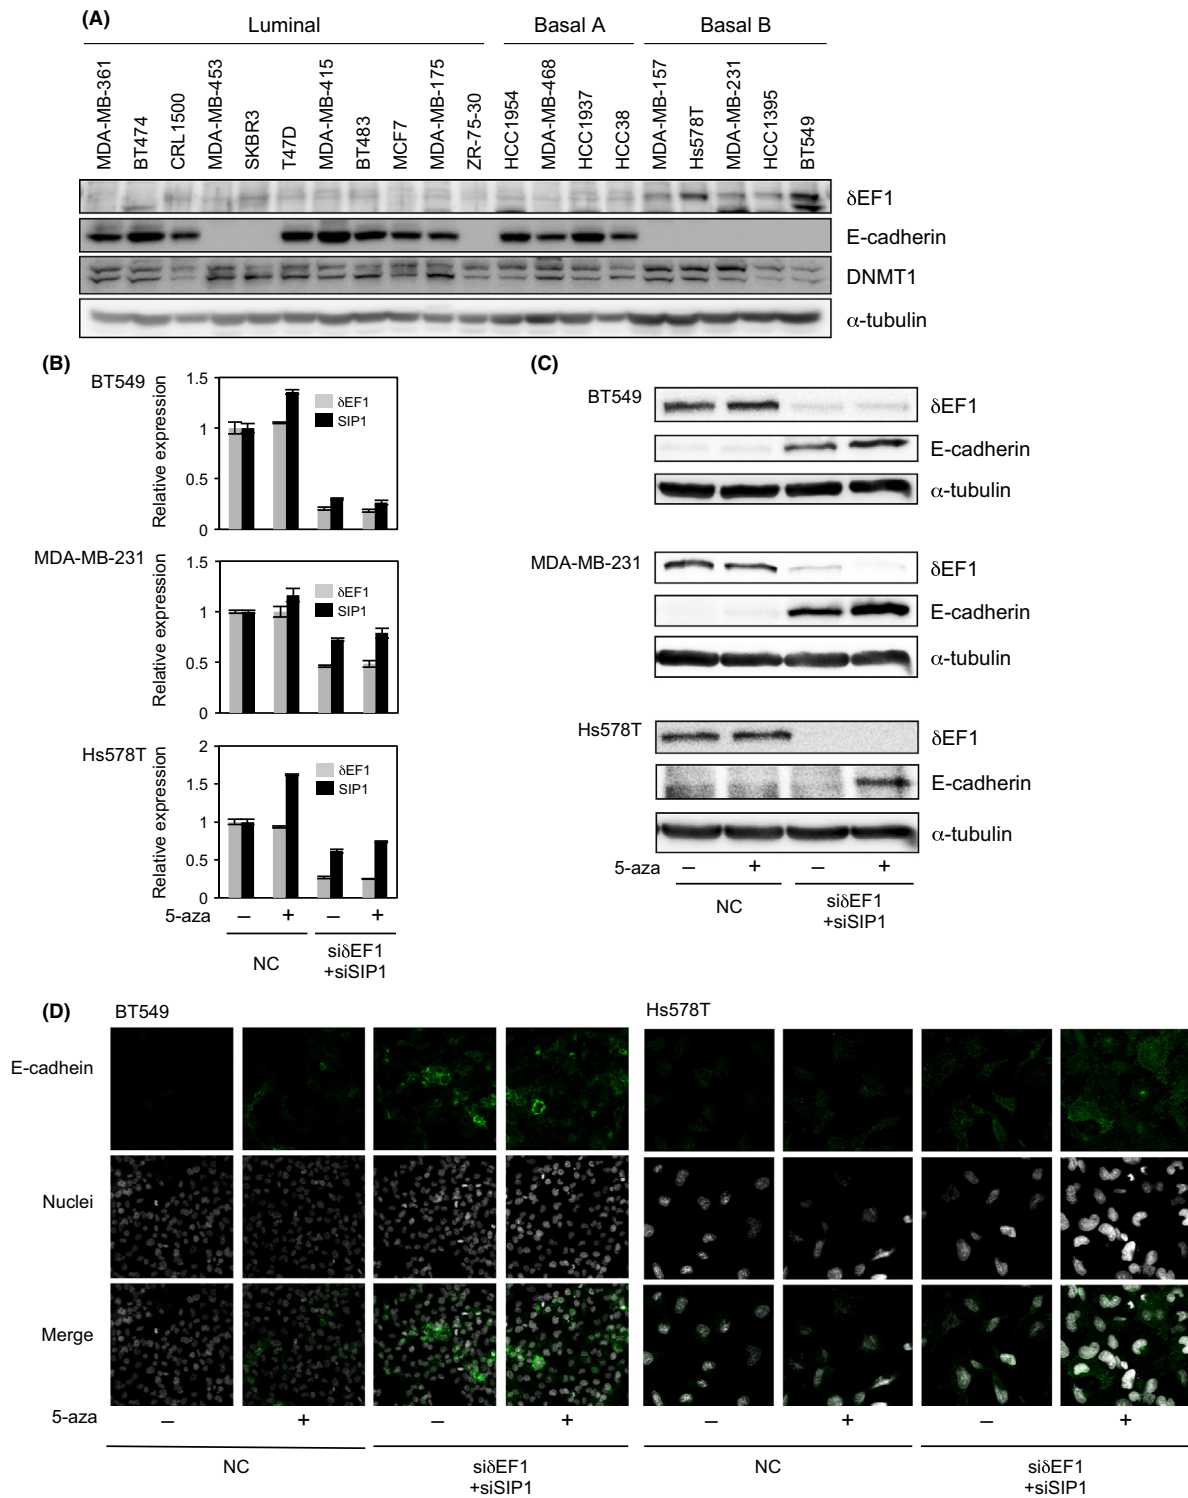 (A)
Luminal
Basal A
Basal B
MDA-MB-361
BT474
CRL1500
MDA-MB-453
SKBR3
T47D
MDA-MB-415
BT483
MCF7
MDA-MB-175
ZR-75-30
HCC1954
MDA-MB-468
HCC1937
HCC38
MDA-MB-157
Hs578T
MDA-MB-231
HCC1395
BT549
δEF1
E-cadherin
DNMT1
α-tubulin
(B)
BT549
Relative expression
1.5
1
0.5
0
δEF1
SIP1
MDA-MB-231
Relative expression
1.5
1
0.5
0
δEF1
SIP1
Hs578T
Relative expression
2
1.5
1
0.5
0
δEF1
SIP1
5-aza – + – +
NC
siδEF1
+siSIP1
(C)
BT549
δEF1
E-cadherin
α-tubulin
MDA-MB-231
δEF1
E-cadherin
α-tubulin
Hs578T
δEF1
E-cadherin
α-tubulin
5-aza – + – +
NC
siδEF1
+siSIP1
(D)
BT549
Hs578T
E-cadhein
Nuclei
Merge
5-aza – + – + – + – +
NC
siδEF1
+siSIP1
NC
siδEF1
+siSIP1